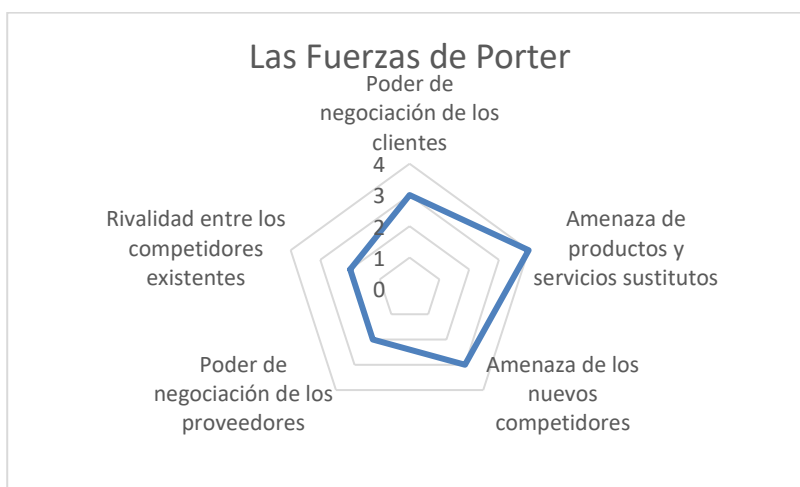 Las Fuerzas de Porter
Poder de
negociación de los
clientes
4
3
2
1
0
Amenaza de
productos y
servicios sustitutos
Amenaza de los
nuevos
competidores
Poder de
negociación de los
proveedores
Rivalidad entre los
competidores
existentes